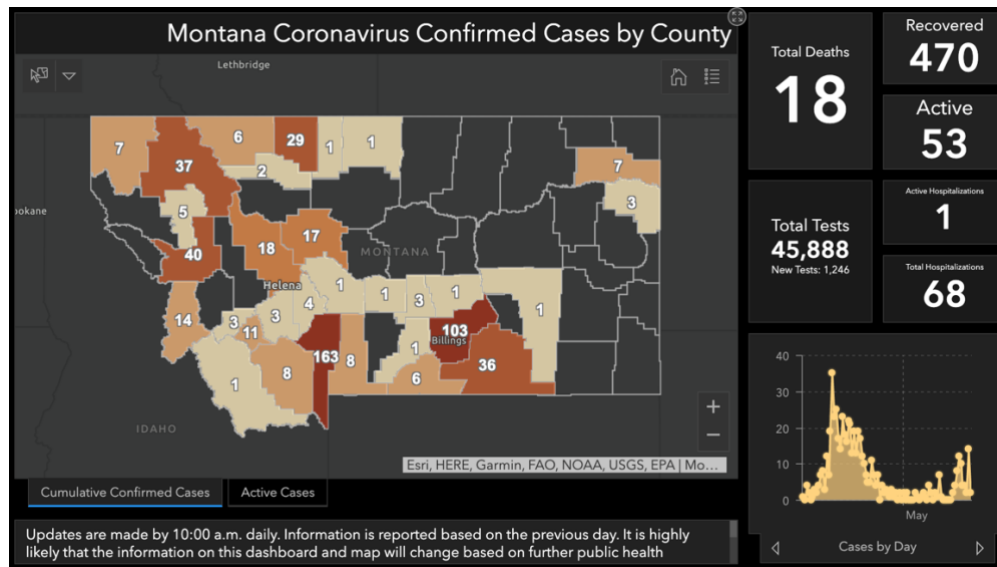 Montana Coronavirus Confirmed Cases by County
Lethbridge
7
37
6
2
29
1
1
7
3
5
pokane
40
18
17
MONTANA
Helena
14
3
11
3
4
1
1
3
1
1
1
103
Billings
163
8
8
1
6
36
IDAHO
+
−
Esri, HERE, Garmin, FAO, NOAA, USGS, EPA | Mo...
Cumulative Confirmed Cases
Active Cases
Updates are made by 10:00 a.m. daily. Information is reported based on the previous day. It is highly
likely that the information on this dashboard and map will change based on further public health
Total Deaths
18
Recovered
470
Active
53
Total Tests
45,888
New Tests: 1,246
Active Hospitalizations
1
Total Hospitalizations
68
40
30
20
10
0
May
Cases by Day